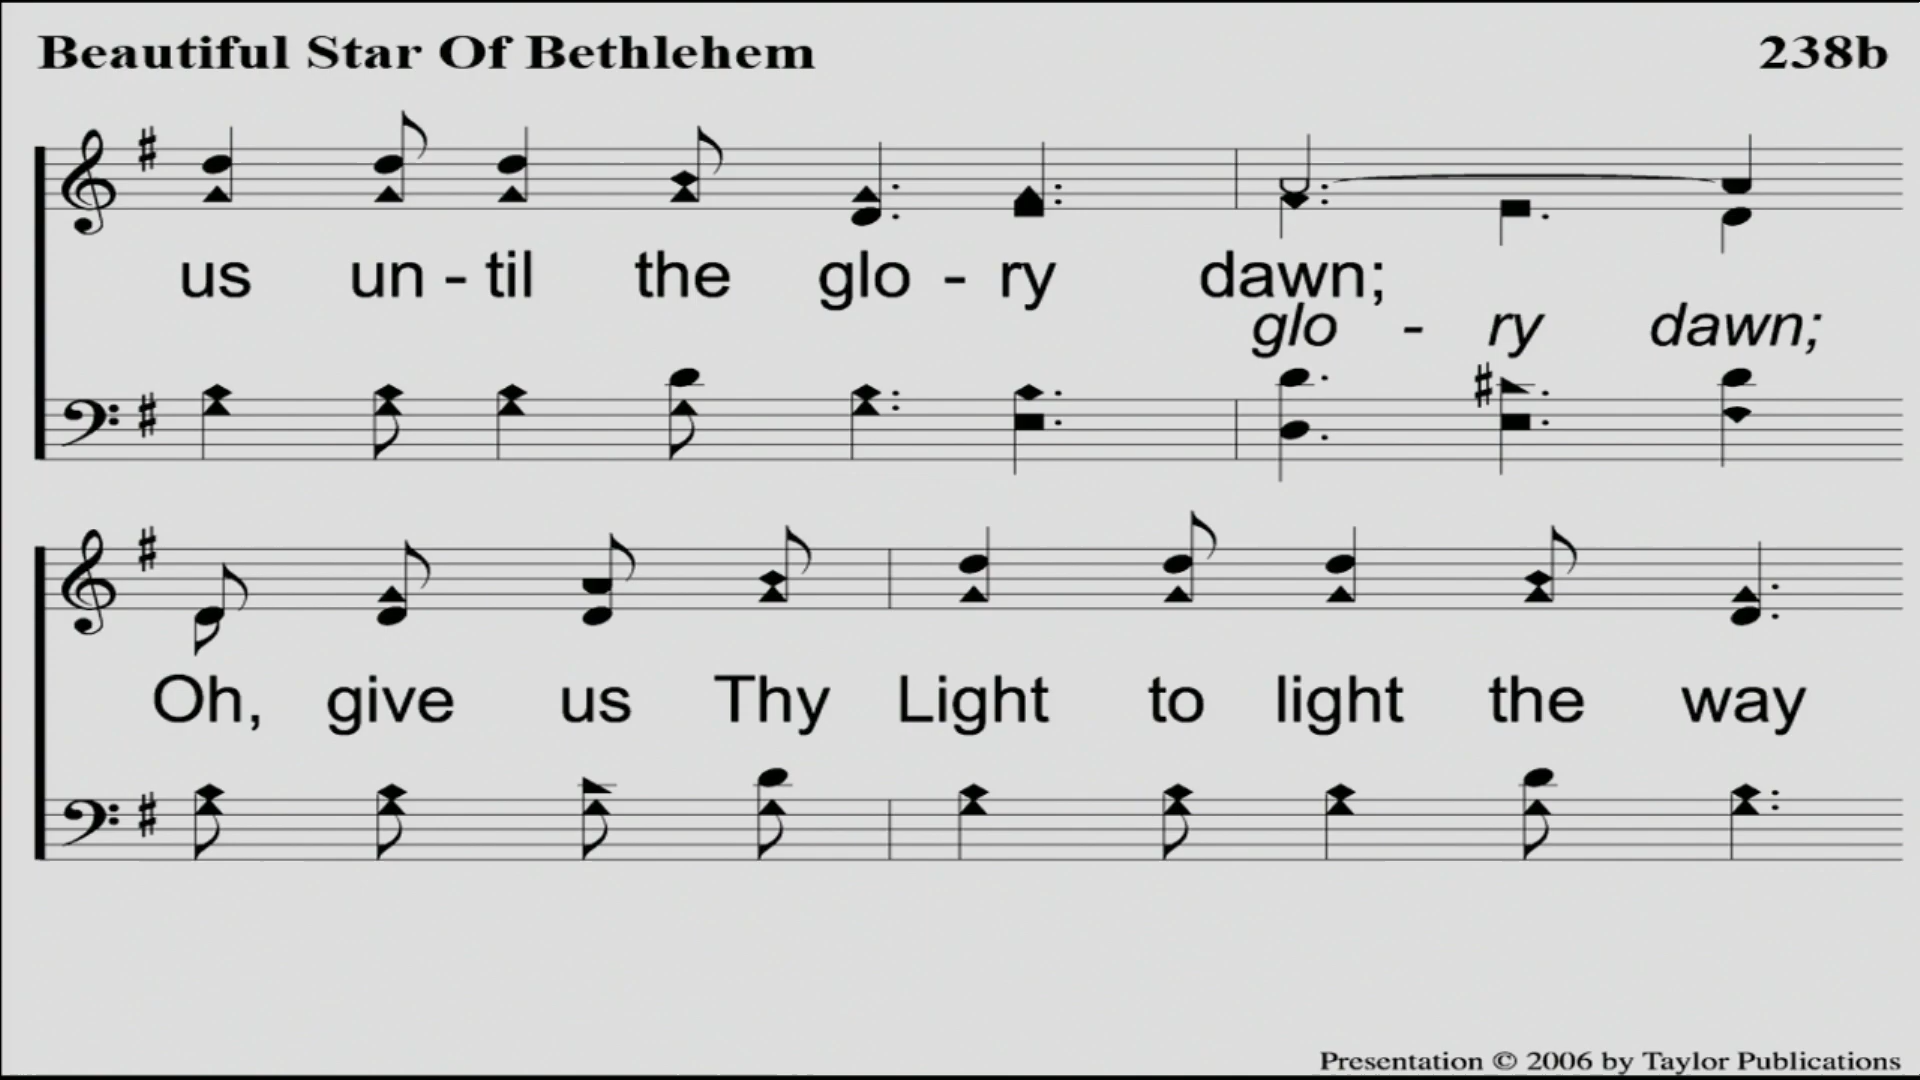 Beautiful Star Of Bethlehem 238b
us un - til the glo - ry dawn;
glo - ry dawn;
Oh, give us Thy Light to light the way
Presentation © 2006 by Taylor Publications